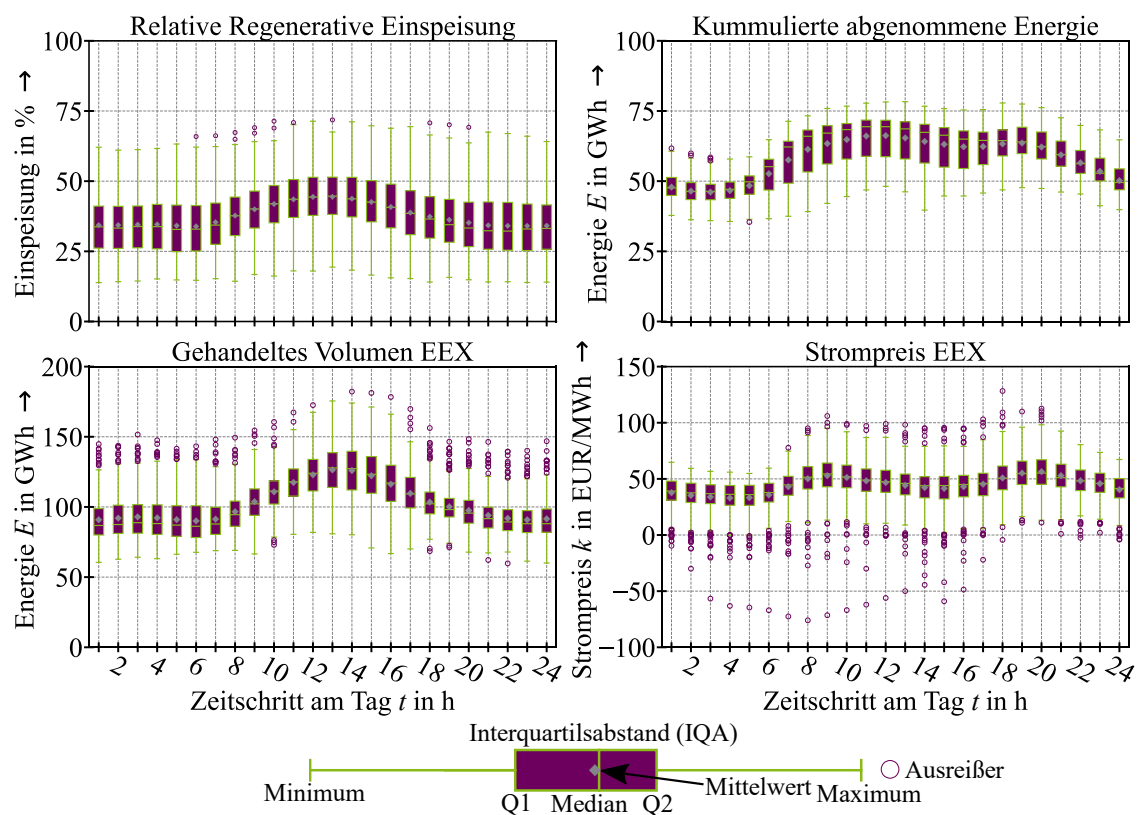 Relative Regenerative Einspeisung
Einspeisung in % →
100
75
50
25
0
Kummulierte abgenommene Energie
Energie E in GWh →
100
75
50
25
0
Gehandeltes Volumen EEX
Energie E in GWh →
200
150
100
50
0
2 4 6 8 10 12 14 16 18 20 22 24
Zeitschritt am Tag t in h
Strompreis EEX
Strompreis k in EUR/MWh →
150
100
50
0
−50
−100
2 4 6 8 10 12 14 16 18 20 22 24
Zeitschritt am Tag t in h
Interquartilsabstand (IQA)
Minimum
Q1
Median
Q2
Mittelwert
Maximum
Ausreißer